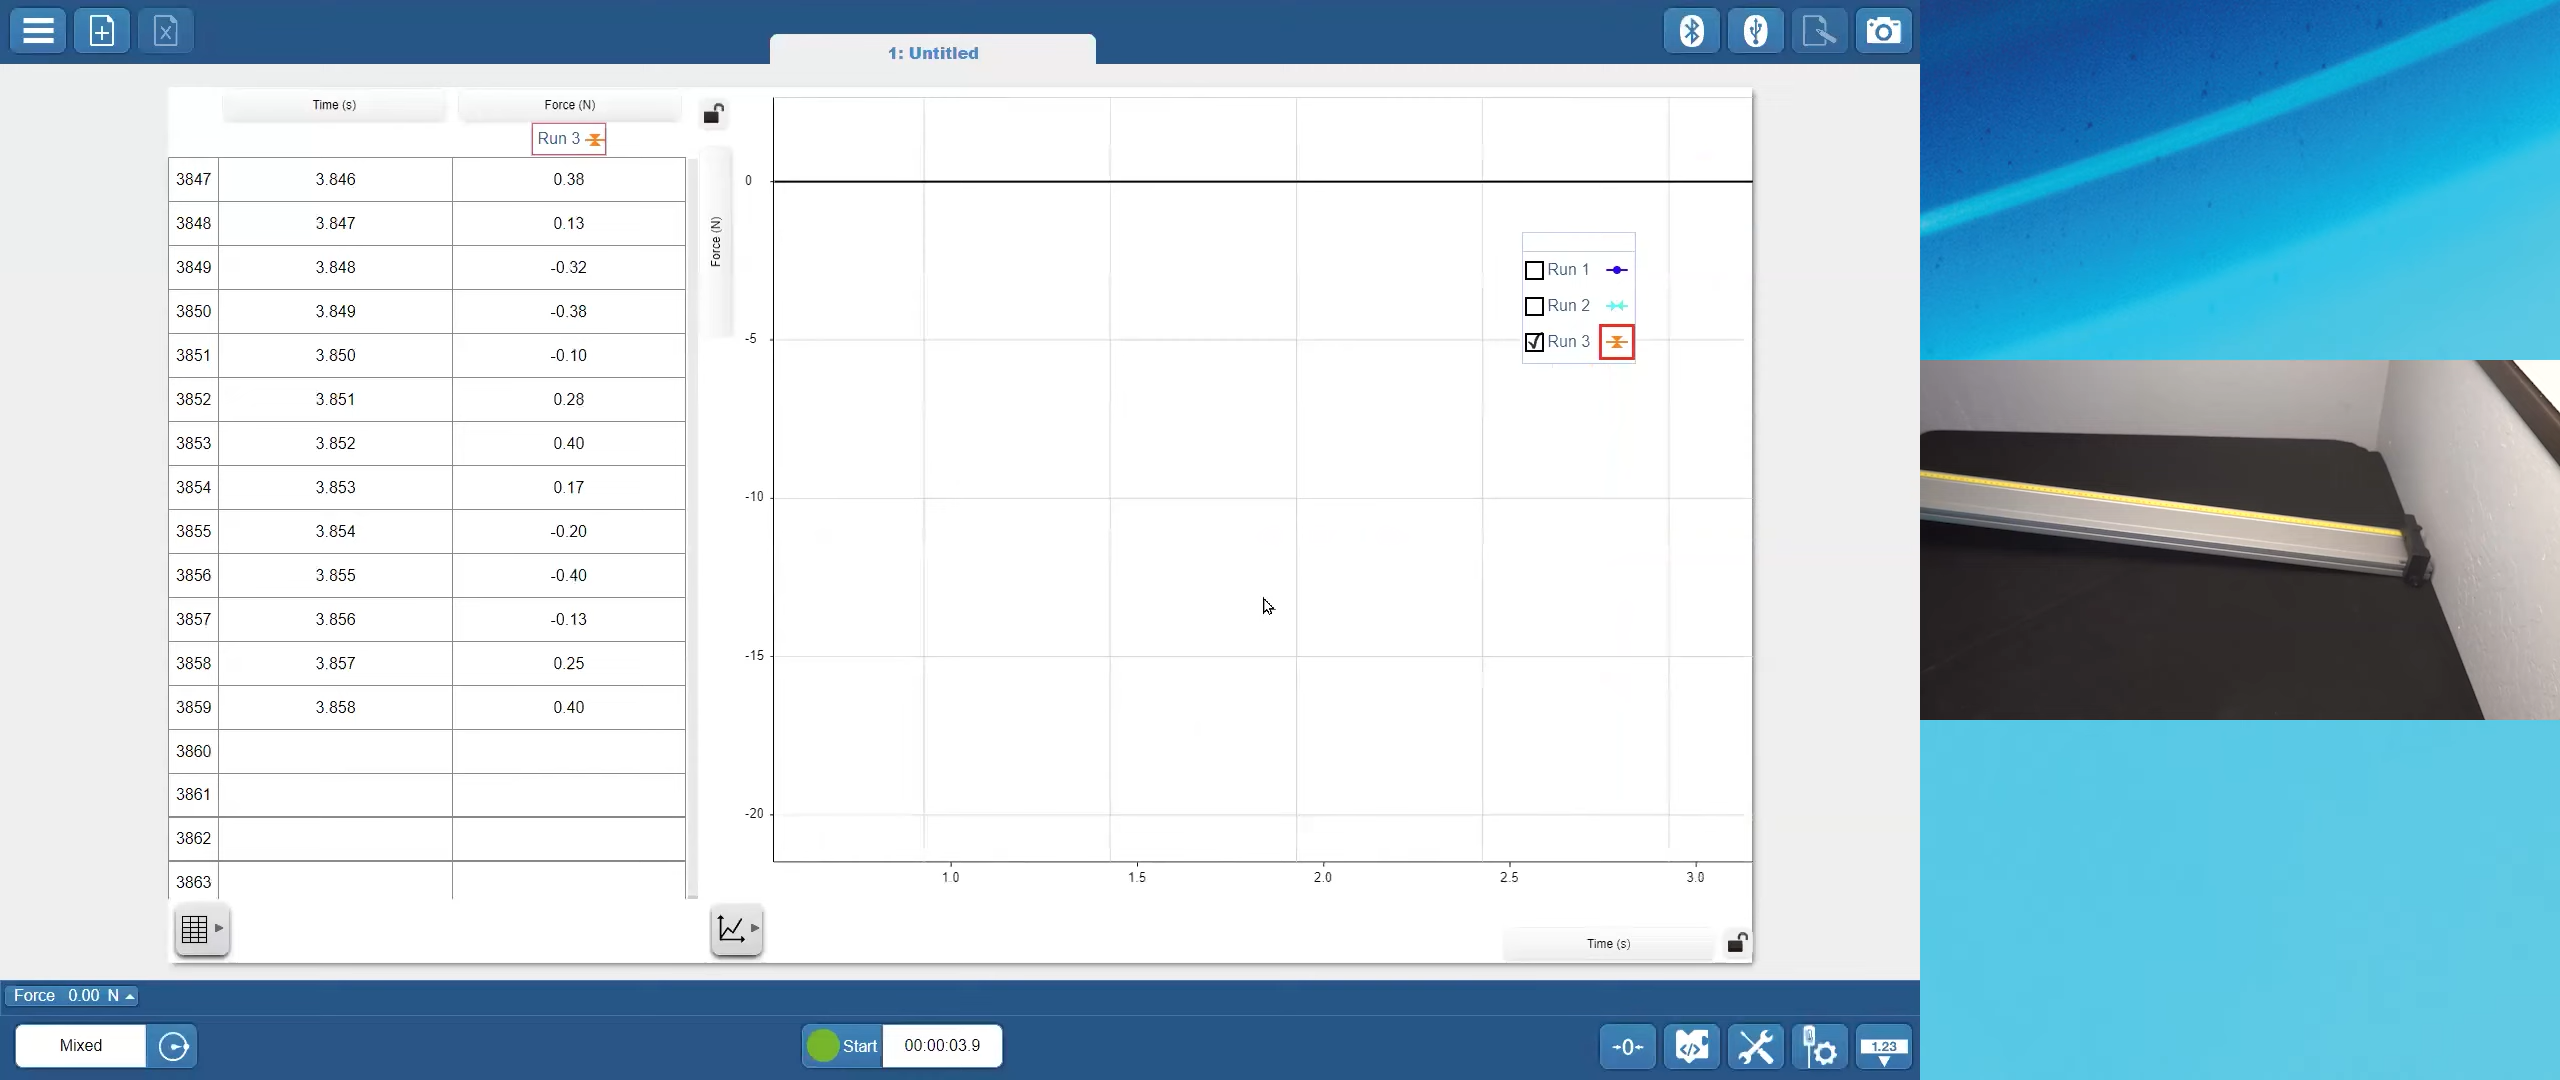 1: Untitled
Time (s) Force (N)
Run 3
3847 3.846 0.38
3848 3.847 0.13
3849 3.848 -0.32
3850 3.849 -0.38
3851 3.850 -0.10
3852 3.851 0.28
3853 3.852 0.40
3854 3.853 0.17
3855 3.854 -0.20
3856 3.855 -0.40
3857 3.856 -0.13
3858 3.857 0.25
3859 3.858 0.40
3860
3861
3862
3863
Force (N)
0
-5
-10
-15
-20
Run 1
Run 2
Run 3
1.0 1.5 2.0 2.5 3.0
Time (s)
Force 0.00 N
Mixed
Start 00:00:03.9
→0←
</>
1.23